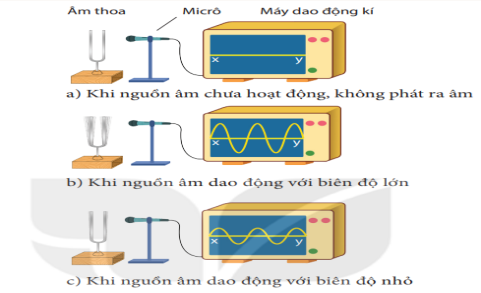 Âm thoa Micrô Máy dao động kí
x y
a) Khi nguồn âm chưa hoạt động, không phát ra âm
x y
b) Khi nguồn âm dao động với biên độ lớn
x y
c) Khi nguồn âm dao động với biên độ nhỏ